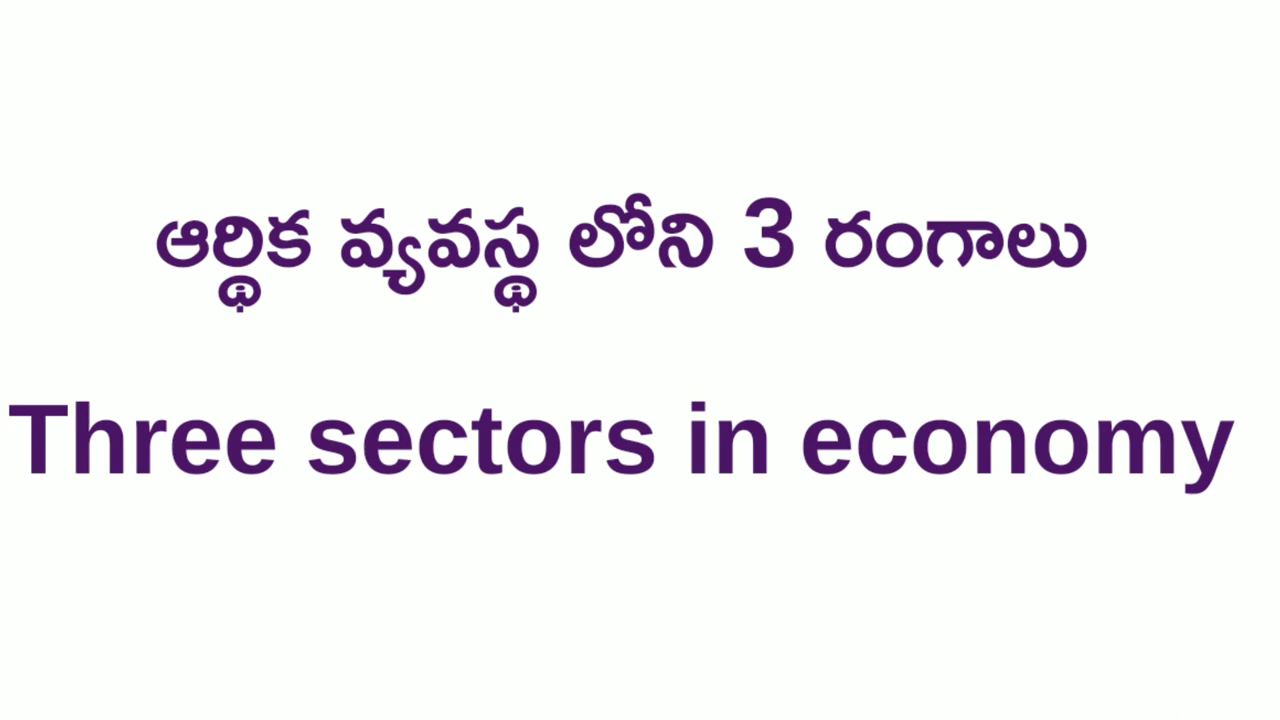 ఆర్థిక వ్యవస్థ లోని 3 రంగాలు
Three sectors in economy